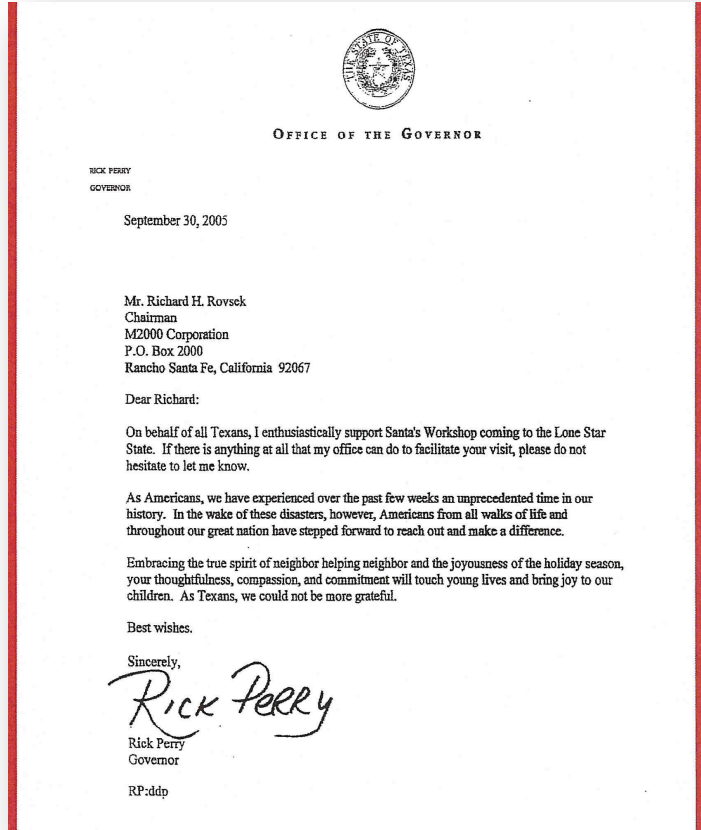 THE STATE OF TEXAS
OFFICE OF THE GOVERNOR
RICK PERRY
GOVERNOR
September 30, 2005
Mr. Richard H. Rovsek
Chairman
M2000 Corporation
P.O. Box 2000
Rancho Santa Fe, California 92067
Dear Richard:
On behalf of all Texans, I enthusiastically support Santa's Workshop coming to the Lone Star
State. If there is anything at all that my office can do to facilitate your visit, please do not
hesitate to let me know.
As Americans, we have experienced over the past few weeks an unprecedented time in our
history. In the wake of these disasters, however, Americans from all walks of life and
throughout our great nation have stepped forward to reach out and make a difference.
Embracing the true spirit of neighbor helping neighbor and the joyousness of the holiday season,
your thoughtfulness, compassion, and commitment will touch young lives and bring joy to our
children. As Texans, we could not be more grateful.
Best wishes.
Sincerely,
RICK PERRY
Rick Perry
Governor
RP:ddp